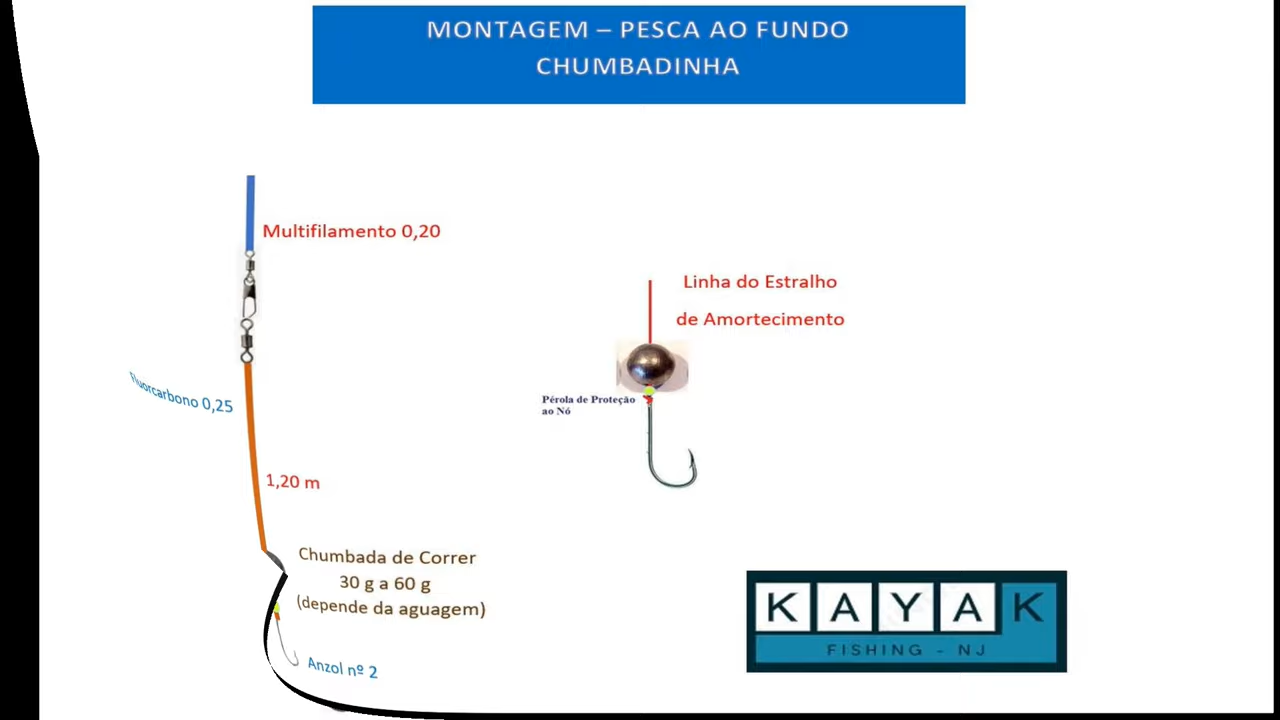 MONTAGEM – PESCA AO FUNDO
CHUMBADINHA
Multifilamento 0,20
Linha do Estralho
de Amortecimento
Fluorcarbono 0,25
Pérola de Proteção
ao Nó
1,20 m
Chumbada de Correr
30 g a 60 g
(depende da aguagem)
Anzol nº 2
KAYAK
FISHING - NJ